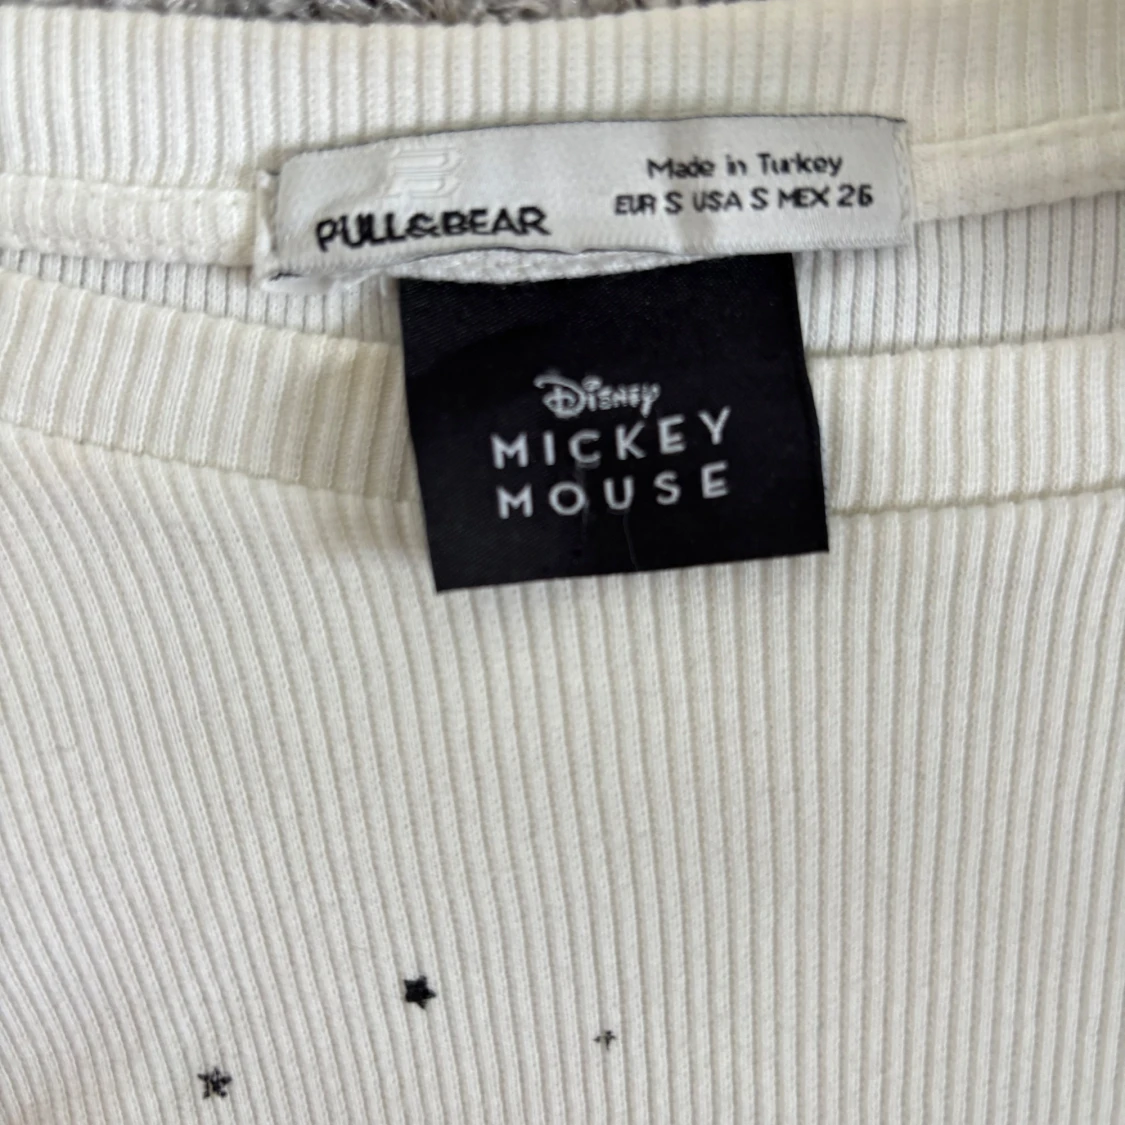 PULL&BEAR
Made in Turkey
EUR S USA S MEX 26
Disney
MICKEY
MOUSE